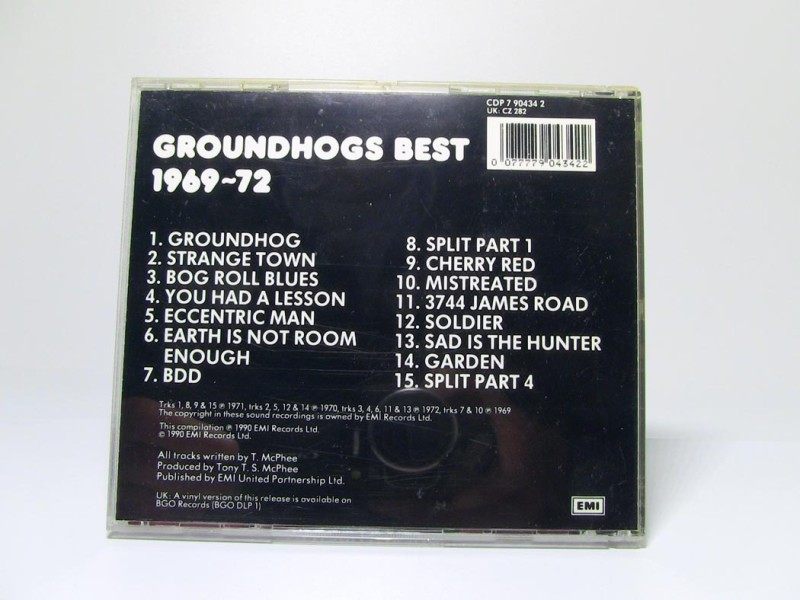 CDP 7 90434 2
UK: CZ 282
0 077779 043422
GROUNDHOGS BEST
1969~72
1. GROUNDHOG
2. STRANGE TOWN
3. BOG ROLL BLUES
4. YOU HAD A LESSON
5. ECCENTRIC MAN
6. EARTH IS NOT ROOM
ENOUGH
7. BDD
8. SPLIT PART 1
9. CHERRY RED
10. MISTREATED
11. 3744 JAMES ROAD
12. SOLDIER
13. SAD IS THE HUNTER
14. GARDEN
15. SPLIT PART 4
Trks 1, 8, 9 & 15 ℗ 1971, trks 2, 5, 12 & 14 ℗ 1970, trks 3, 4, 6, 11 & 13 ℗ 1972, trks 7 & 10 ℗ 1969
The copyright in these sound recordings is owned by EMI Records Ltd.
This compilation ℗ 1990 EMI Records Ltd.
© 1990 EMI Records Ltd.
All tracks written by T. McPhee
Produced by Tony T. S. McPhee
Published by EMI United Partnership Ltd.
UK: A vinyl version of this release is available on
BGO Records (BGO DLP 1)
EMI